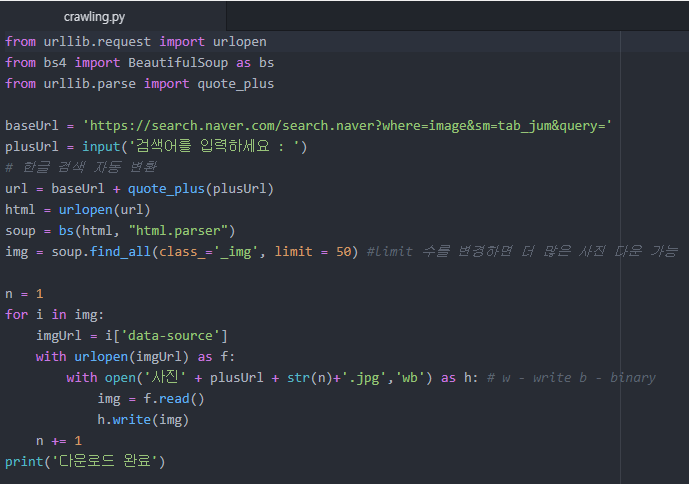 crawling.py
from urllib.request import urlopen
from bs4 import BeautifulSoup as bs
from urllib.parse import quote_plus
baseUrl = 'https://search.naver.com/search.naver?where=image&sm=tab_jum&query='
plusUrl = input('검색어를 입력하세요 : ')
# 한글 검색 자동 변환
url = baseUrl + quote_plus(plusUrl)
html = urlopen(url)
soup = bs(html, "html.parser")
img = soup.find_all(class_='_img', limit = 50) #limit 수를 변경하면 더 많은 사진 다운 가능
n = 1
for i in img:
    imgUrl = i['data-source']
    with urlopen(imgUrl) as f:
        with open('사진' + plusUrl + str(n)+'.jpg','wb') as h: # w - write b - binary
            img = f.read()
            h.write(img)
    n += 1
print('다운로드 완료')